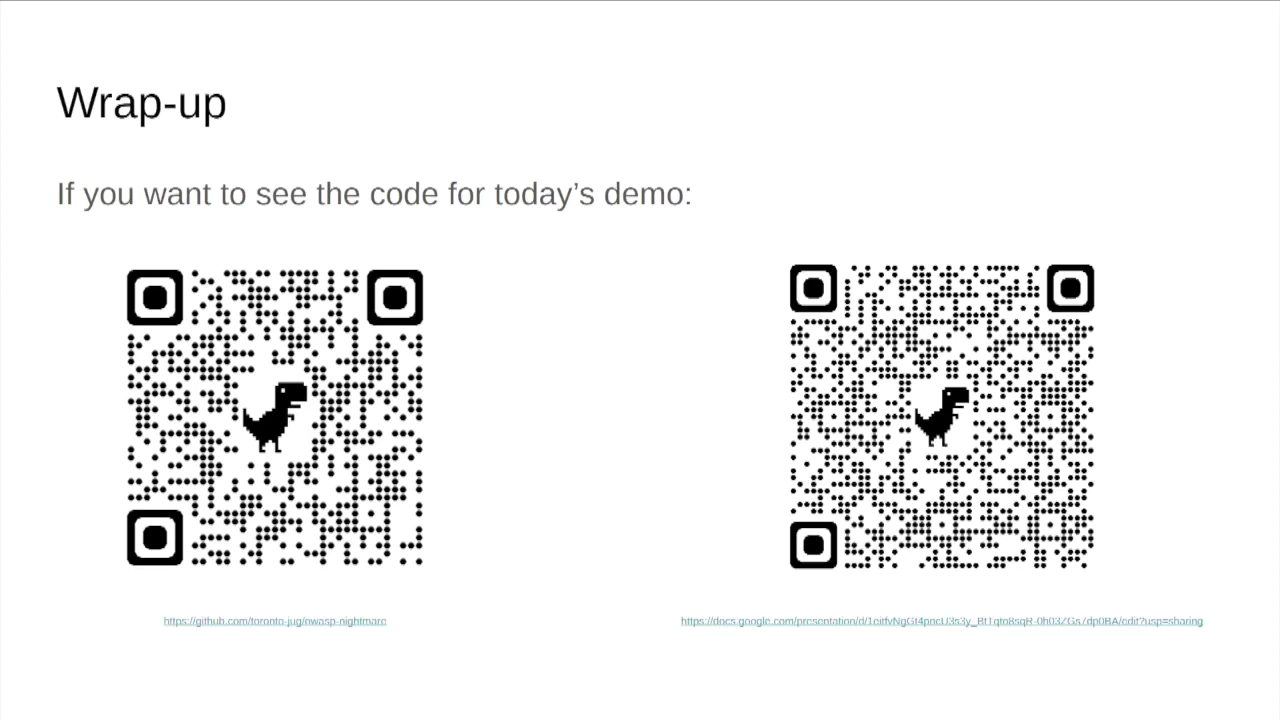 Wrap-up
If you want to see the code for today’s demo:
https://github.com/toronto-jug/owasp-nightmare